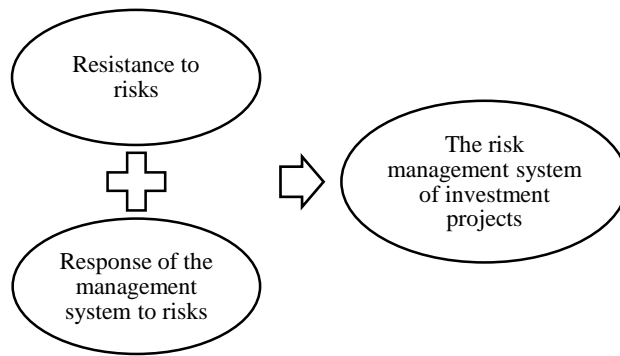 Resistance to
risks
Response of the
management
system to risks
The risk
management system
of investment
projects